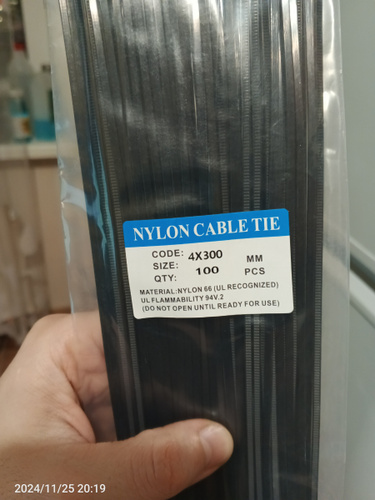 NYLON CABLE TIE
CODE: 4X300 MM
SIZE:
QTY: 100 PCS
MATERIAL:NYLON 66 (UL RECOGNIZED)
UL FLAMMABILITY 94V.2
(DO NOT OPEN UNTIL READY FOR USE)
2024/11/25 20:19